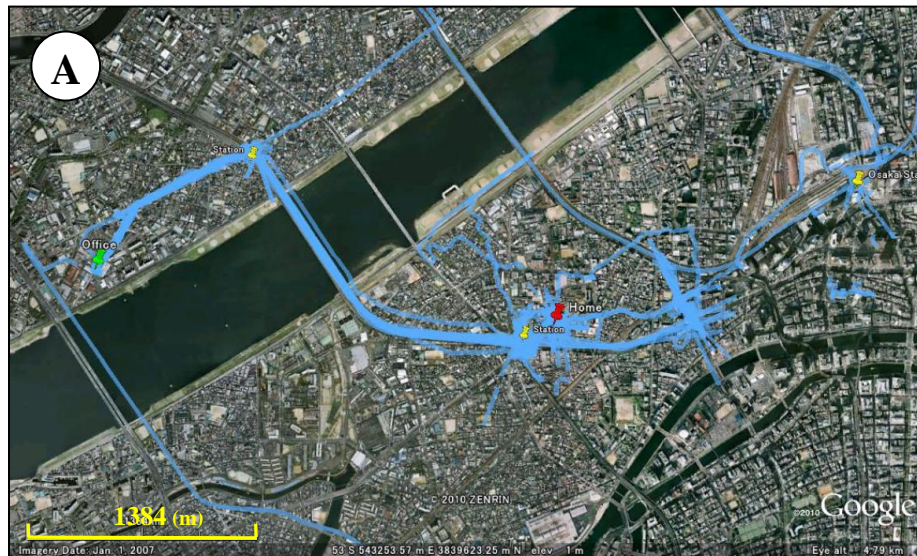 A
Station
Osaka Sta
Office
Home
Station
© 2010 ZENRIN
1384 (m)
©2010 Google
Imagery Date: Jan. 1, 2007
53 S 543253.57 m E 3839623.25 m N elev 1 m
Eye alt 4.79 km